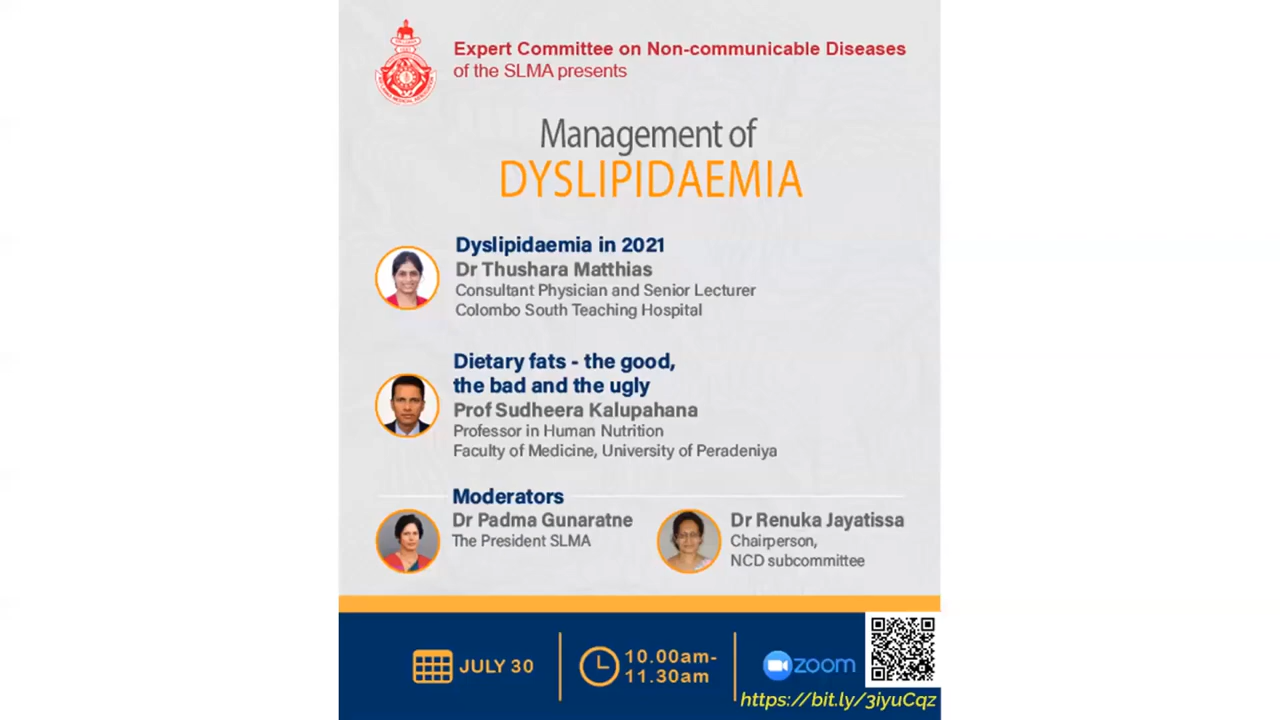 Expert Committee on Non-communicable Diseases
of the SLMA presents
Management of
DYSLIPIDAEMIA
Dyslipidaemia in 2021
Dr Thushara Matthias
Consultant Physician and Senior Lecturer
Colombo South Teaching Hospital
Dietary fats - the good,
the bad and the ugly
Prof Sudheera Kalupahana
Professor in Human Nutrition
Faculty of Medicine, University of Peradeniya
Moderators
Dr Padma Gunaratne
The President SLMA
Dr Renuka Jayatissa
Chairperson,
NCD subcommittee
JULY 30
10.00am-
11.30am
zoom
https://bit.ly/3iyuCqz